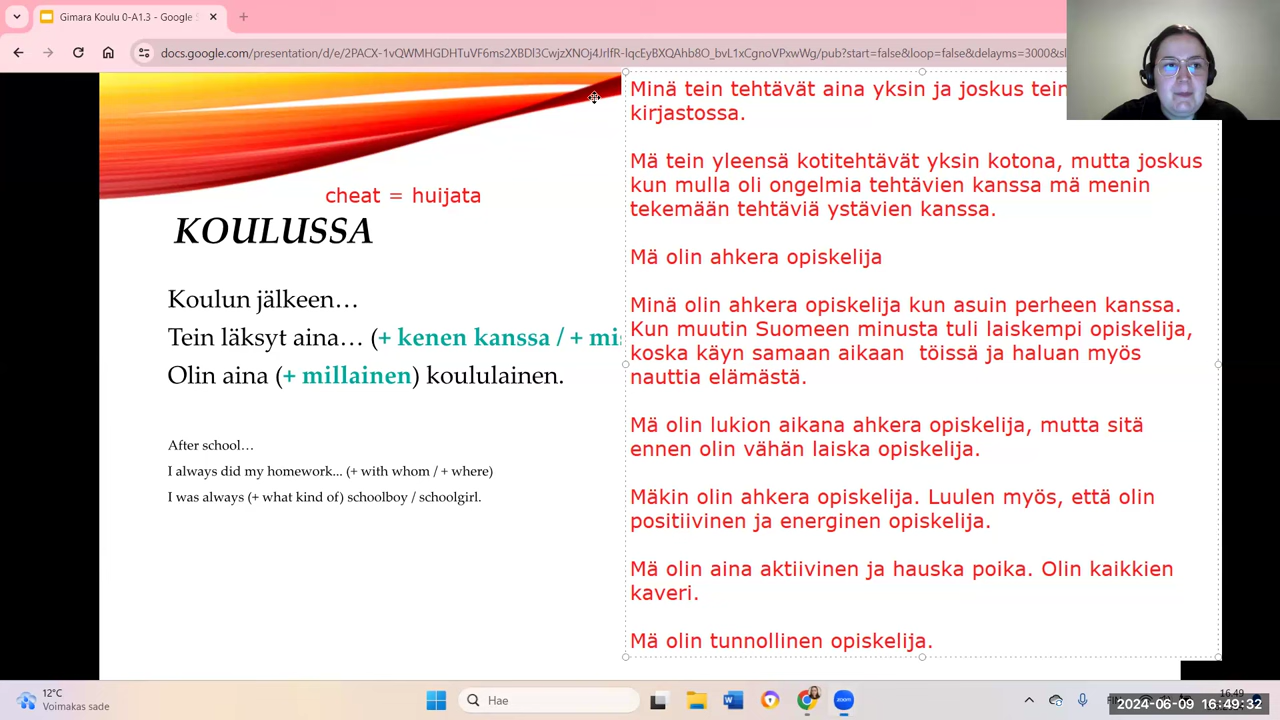 Gimara Koulu 0-A1.3 - Google S
docs.google.com/presentation/d/e/2PACX-1vQWMHGDHTuVF6ms2XBDl3CwjzXNOj4JrlfR-IqcEyBXQAhb8O_bvL1xCgnoVPxwWg/pub?start=false&loop=false&delayms=3000&sl
Minä tein tehtävät aina yksin ja joskus tein
kirjastossa.
Mä tein yleensä kotitehtävät yksin kotona, mutta joskus
kun mulla oli ongelmia tehtävien kanssa mä menin
tekemään tehtäviä ystävien kanssa.
Mä olin ahkera opiskelija
Minä olin ahkera opiskelija kun asuin perheen kanssa.
Kun muutin Suomeen minusta tuli laiskempi opiskelija,
koska käyn samaan aikaan töissä ja haluan myös
nauttia elämästä.
Mä olin lukion aikana ahkera opiskelija, mutta sitä
ennen olin vähän laiska opiskelija.
Mäkin olin ahkera opiskelija. Luulen myös, että olin
positiivinen ja energinen opiskelija.
Mä olin aina aktiivinen ja hauska poika. Olin kaikkien
kaveri.
Mä olin tunnollinen opiskelija.
cheat = huijata
KOULUSSA
Koulun jälkeen…
Tein läksyt aina… (+ kenen kanssa / + mis
Olin aina (+ millainen) koululainen.
After school…
I always did my homework... (+ with whom / + where)
I was always (+ what kind of) schoolboy / schoolgirl.
12°C
Voimakas sade
Hae
zoom
16.49
2024-06-09 16:49:32